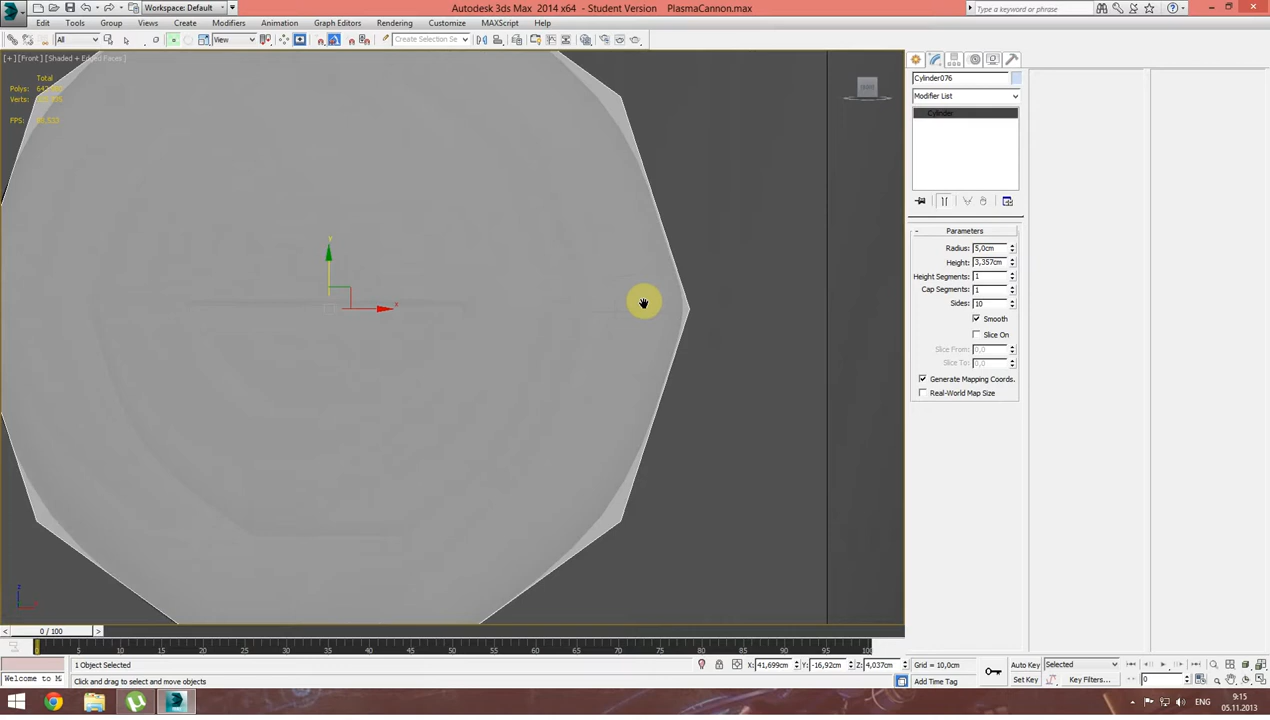 Workspace: Default
Autodesk 3ds Max 2014 x64 - Student Version PlasmaCannon.max
Type a keyword or phrase
Edit Tools Group Views Create Modifiers Animation Graph Editors Rendering Customize MAXScript Help
All View Create Selection Se
[+] [Front] [Shaded + Edged Faces]
Total
Polys:
Verts:
FPS:
FRONT
y
x
z
Cylinder076
Modifier List
Cylinder
- Parameters
Radius: 5,0cm
Height: 3,357cm
Height Segments: 1
Cap Segments: 1
Sides: 10
Smooth
Slice On
Slice From: 0,0
Slice To: 0,0
Generate Mapping Coords.
Real-World Map Size
< 0 / 100 >
0 5 10 15 20 25 30 35 40 45 50 55 60 65 70 75 80 85 90 95 100
1 Object Selected X: 41,699cm Y: -16,92cm Z: 4,037cm Grid = 10,0cm Auto Key Selected
Welcome to M Click and drag to select and move objects Add Time Tag Set Key Key Filters... 0
ENG
9:15
05.11.2013